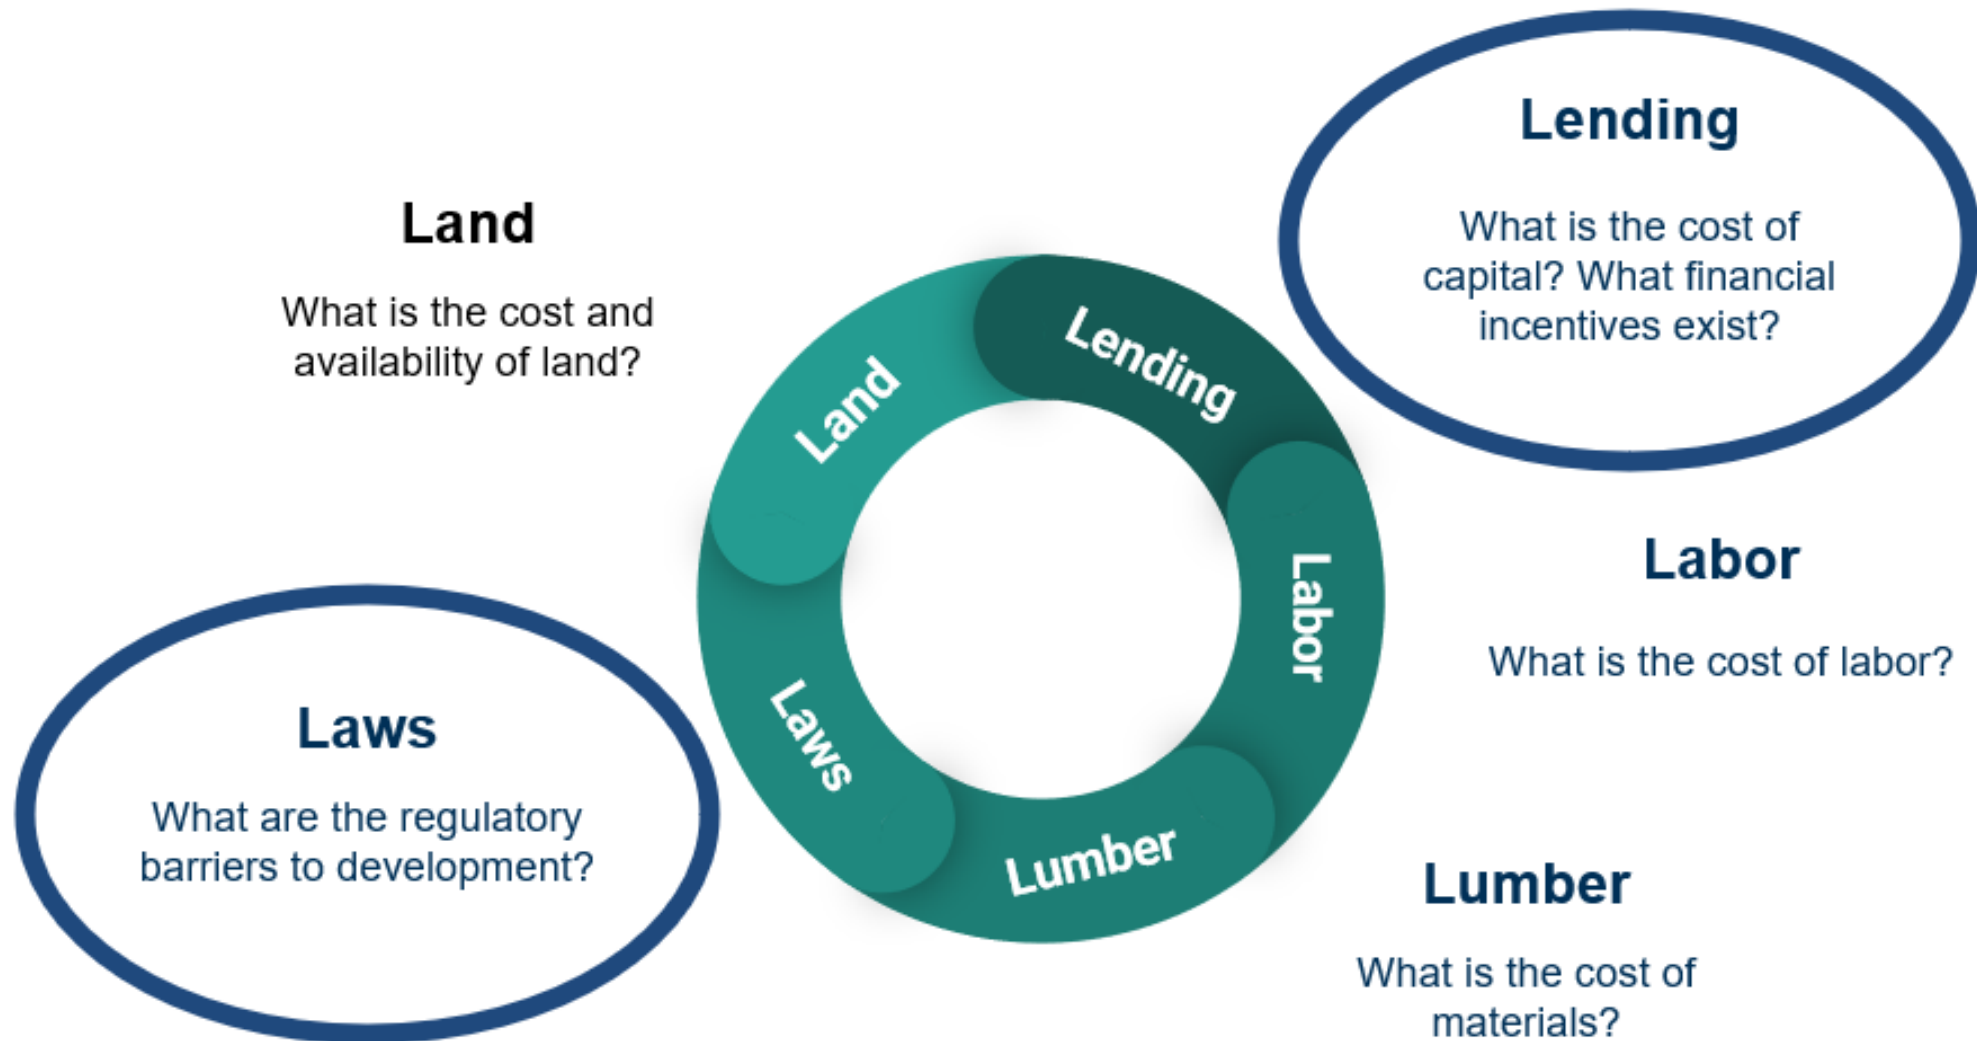 Lending
What is the cost of
capital? What financial
incentives exist?
Land
What is the cost and
availability of land?
Lending
Land
Labor
Laws
Lumber
Labor
What is the cost of labor?
Laws
What are the regulatory
barriers to development?
Lumber
What is the cost of
materials?